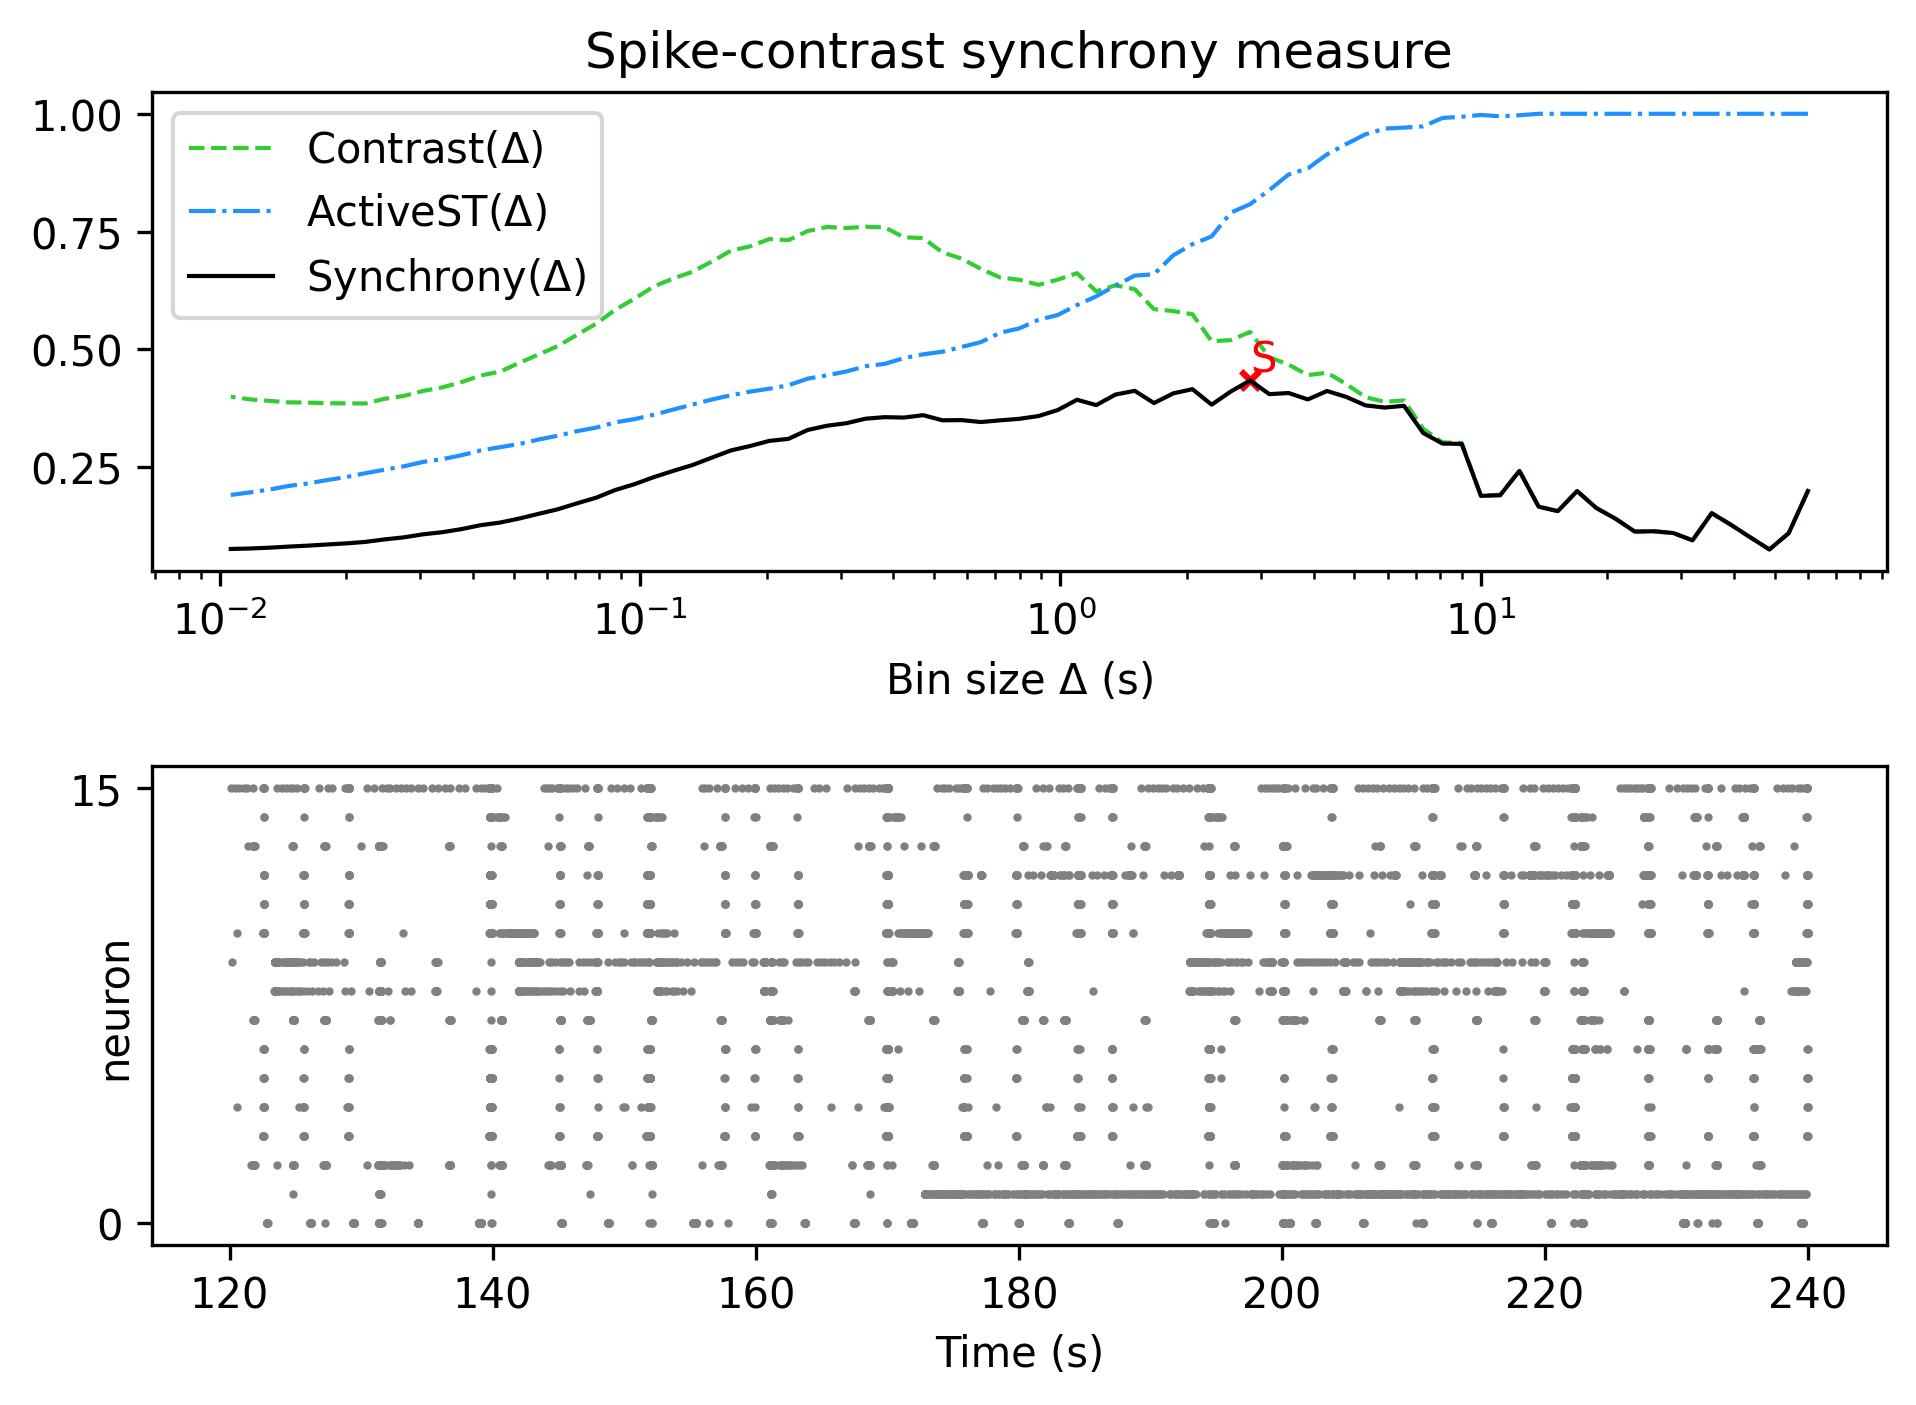 Spike-contrast synchrony measure
1.00
0.75
0.50
0.25
Contrast(Δ)
ActiveST(Δ)
Synchrony(Δ)
S
10⁻² 10⁻¹ 10⁰ 10¹
Bin size Δ (s)
15
0
neuron
120 140 160 180 200 220 240
Time (s)